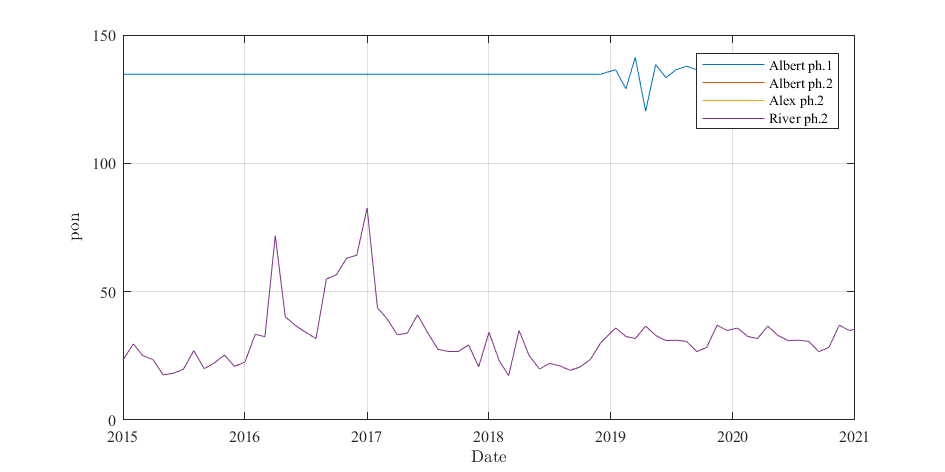 150
100
50
0
pon
Albert ph.1
Albert ph.2
Alex ph.2
River ph.2
2015 2016 2017 2018 2019 2020 2021
Date